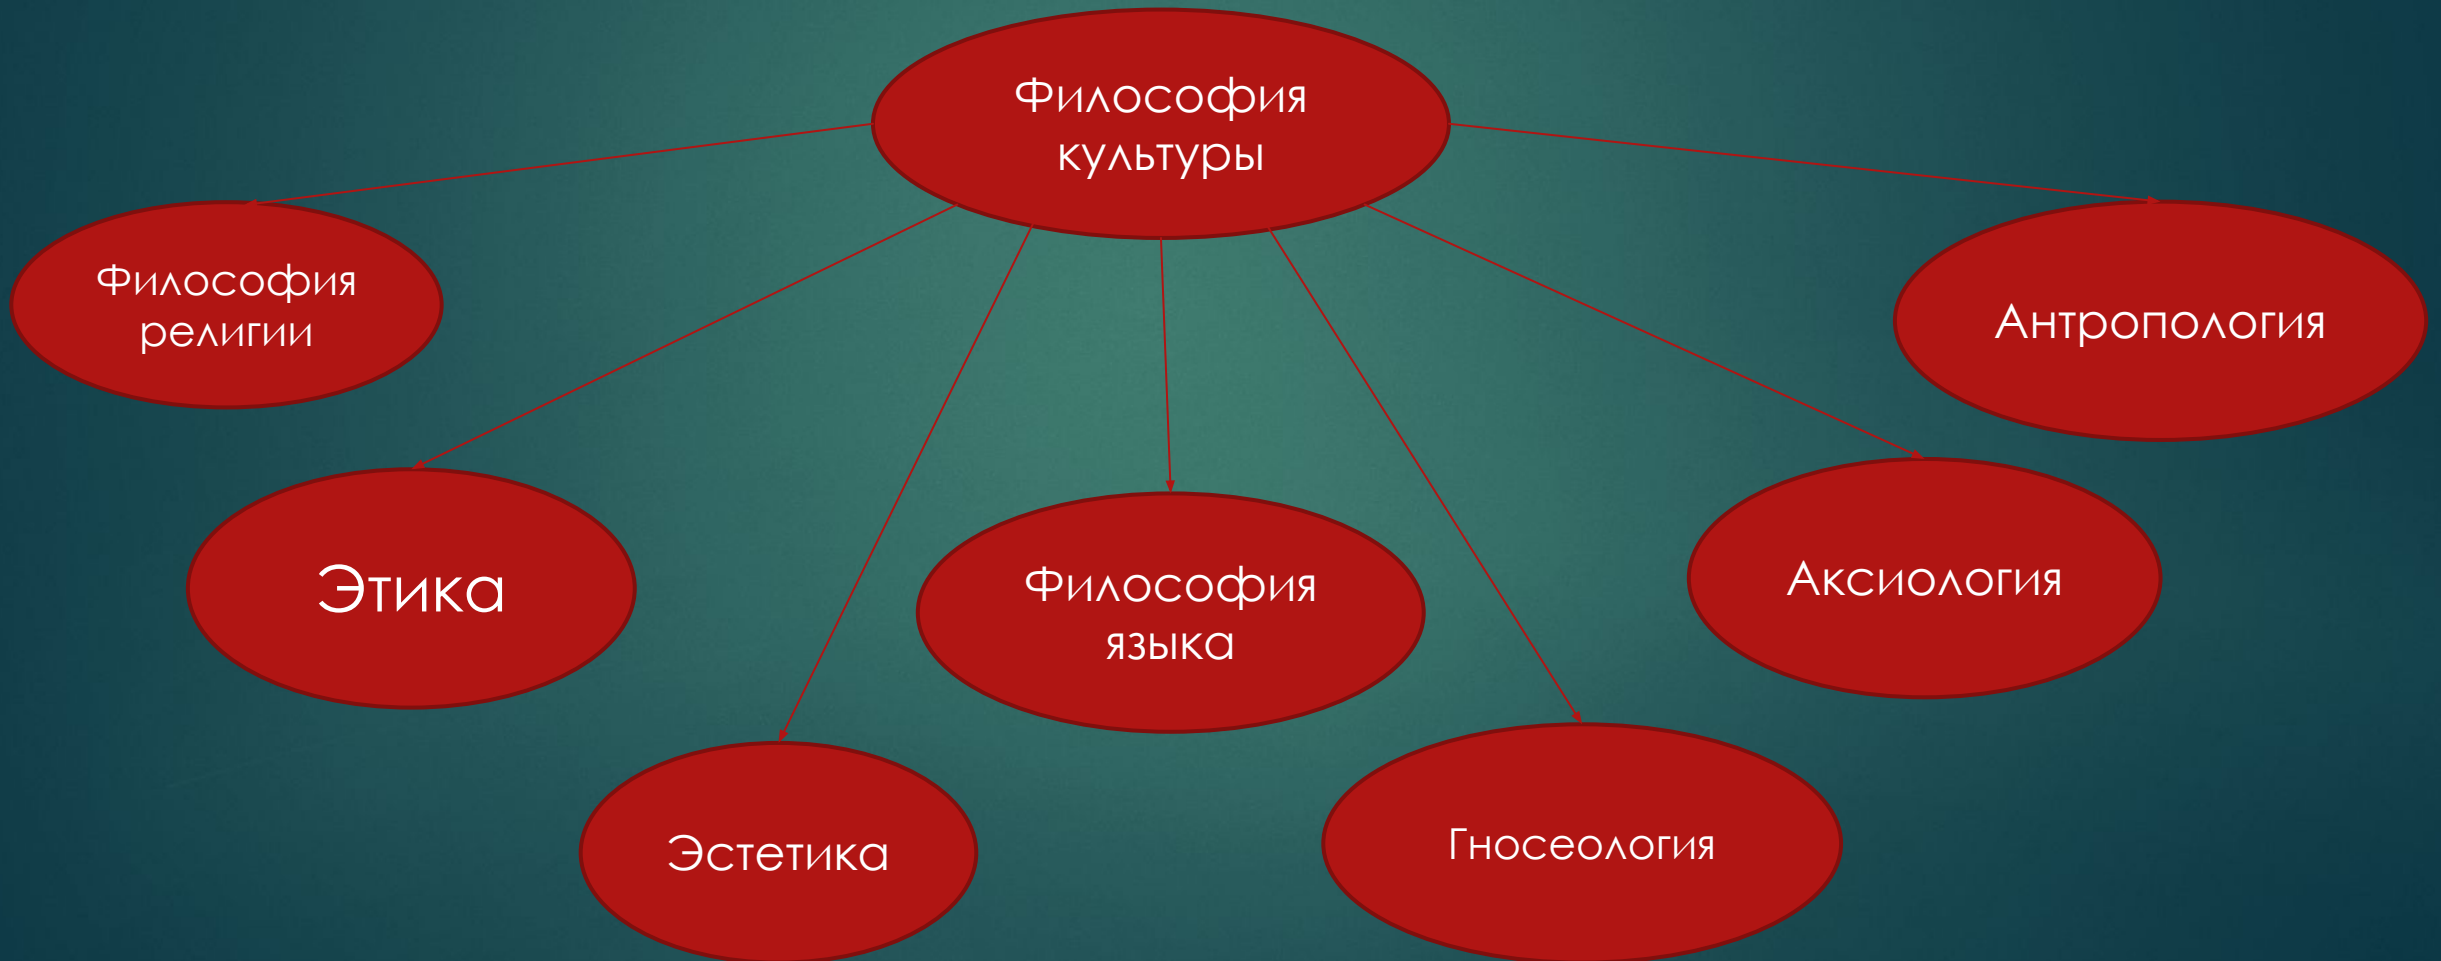 Философия
культуры
Философия
религии
Антропология
Этика
Философия
языка
Аксиология
Эстетика
Гносеология